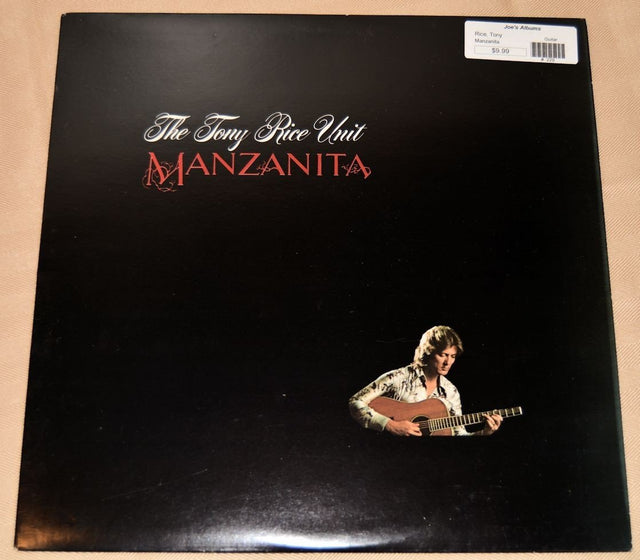 Joe's Albums
Rice, Tony
Guitar
Manzanita
$9.99
The Tony Rice Unit
MANZANITA